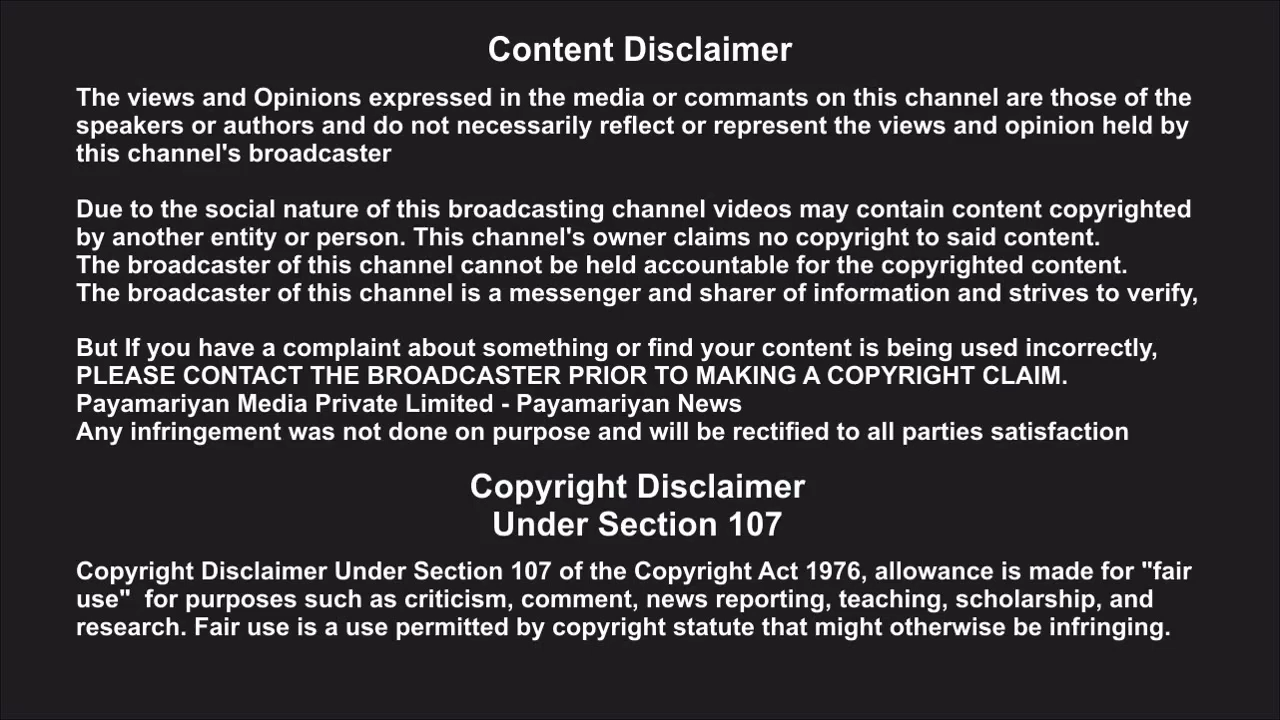 Content Disclaimer
The views and Opinions expressed in the media or commants on this channel are those of the
speakers or authors and do not necessarily reflect or represent the views and opinion held by
this channel's broadcaster
Due to the social nature of this broadcasting channel videos may contain content copyrighted
by another entity or person. This channel's owner claims no copyright to said content.
The broadcaster of this channel cannot be held accountable for the copyrighted content.
The broadcaster of this channel is a messenger and sharer of information and strives to verify,
But If you have a complaint about something or find your content is being used incorrectly,
PLEASE CONTACT THE BROADCASTER PRIOR TO MAKING A COPYRIGHT CLAIM.
Payamariyan Media Private Limited - Payamariyan News
Any infringement was not done on purpose and will be rectified to all parties satisfaction
Copyright Disclaimer
Under Section 107
Copyright Disclaimer Under Section 107 of the Copyright Act 1976, allowance is made for "fair
use"  for purposes such as criticism, comment, news reporting, teaching, scholarship, and
research. Fair use is a use permitted by copyright statute that might otherwise be infringing.